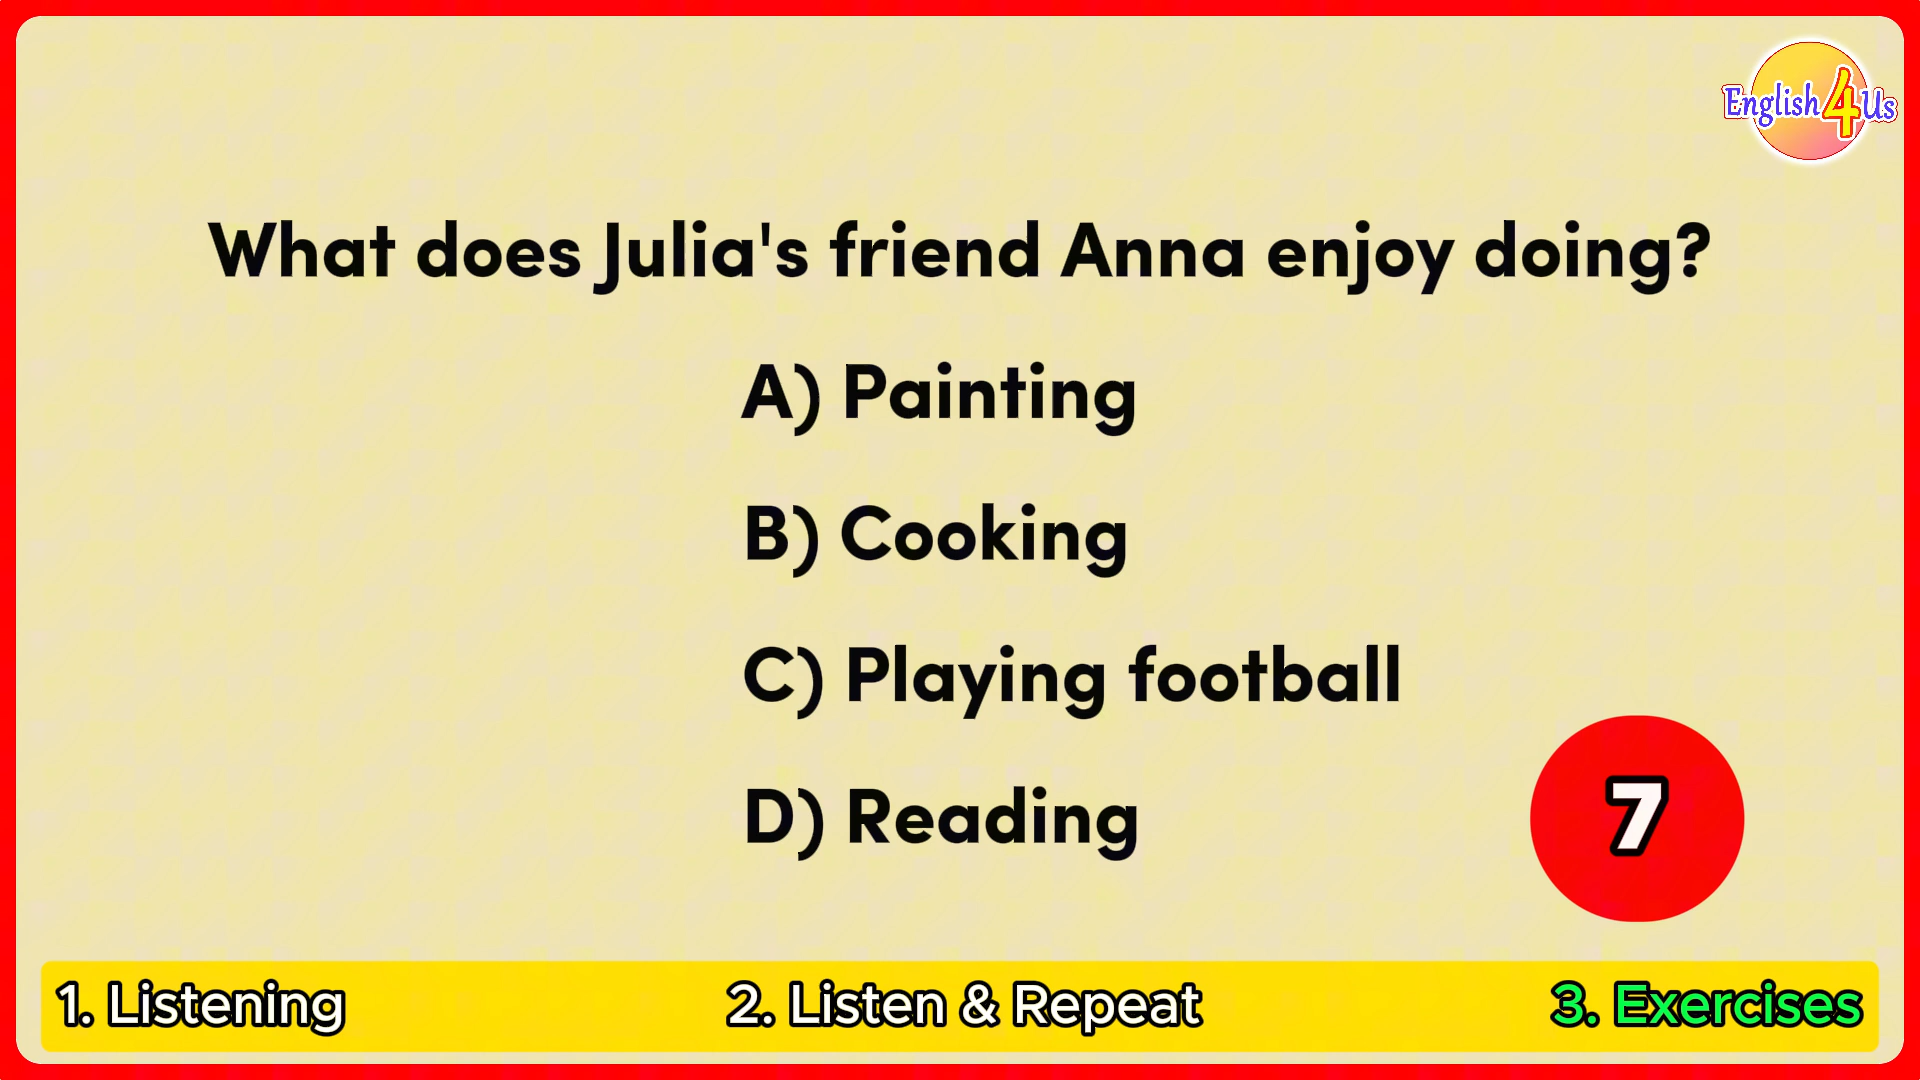 English4Us
What does Julia's friend Anna enjoy doing?
A) Painting
B) Cooking
C) Playing football
D) Reading
7
1. Listening
2. Listen & Repeat
3. Exercises